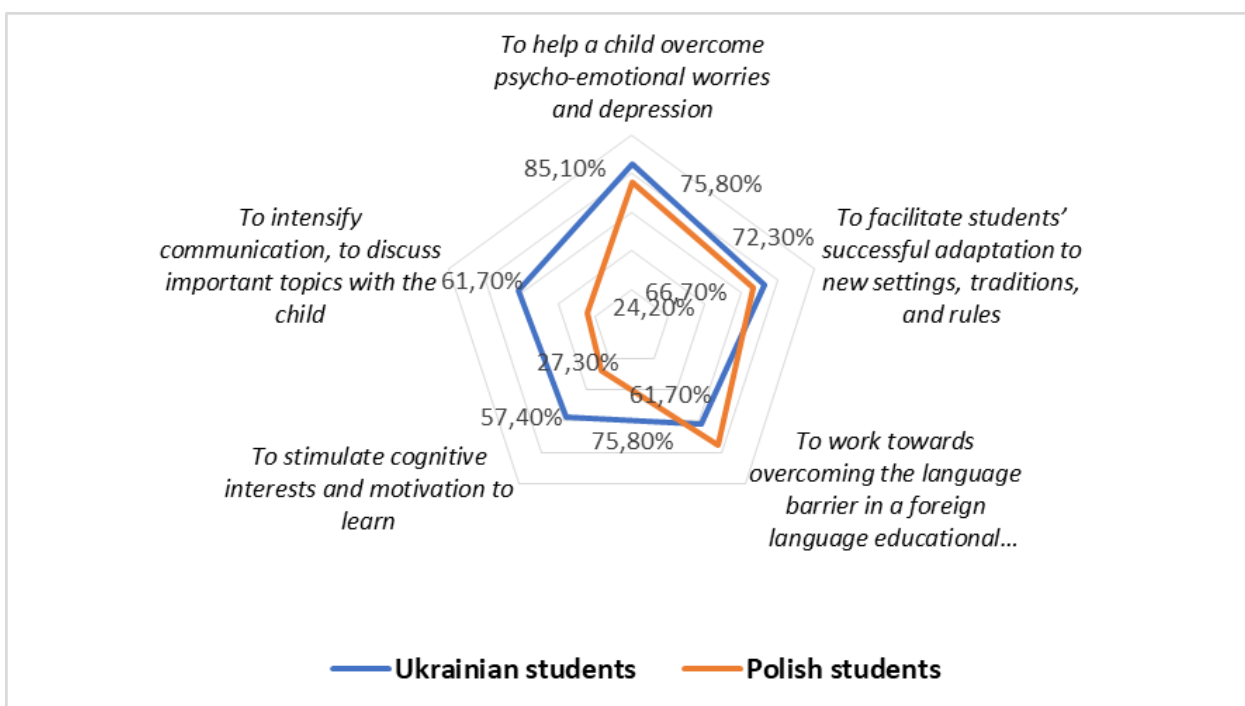 To help a child overcome
psycho-emotional worries
and depression
85,10%
75,80%
To intensify
communication, to discuss
important topics with the
child
72,30%
To facilitate students’
successful adaptation to
new settings, traditions,
and rules
61,70%
66,70%
24,20%
27,30%
61,70%
57,40%
75,80%
To stimulate cognitive
interests and motivation to
learn
To work towards
overcoming the language
barrier in a foreign
language educational…
Ukrainian students
Polish students